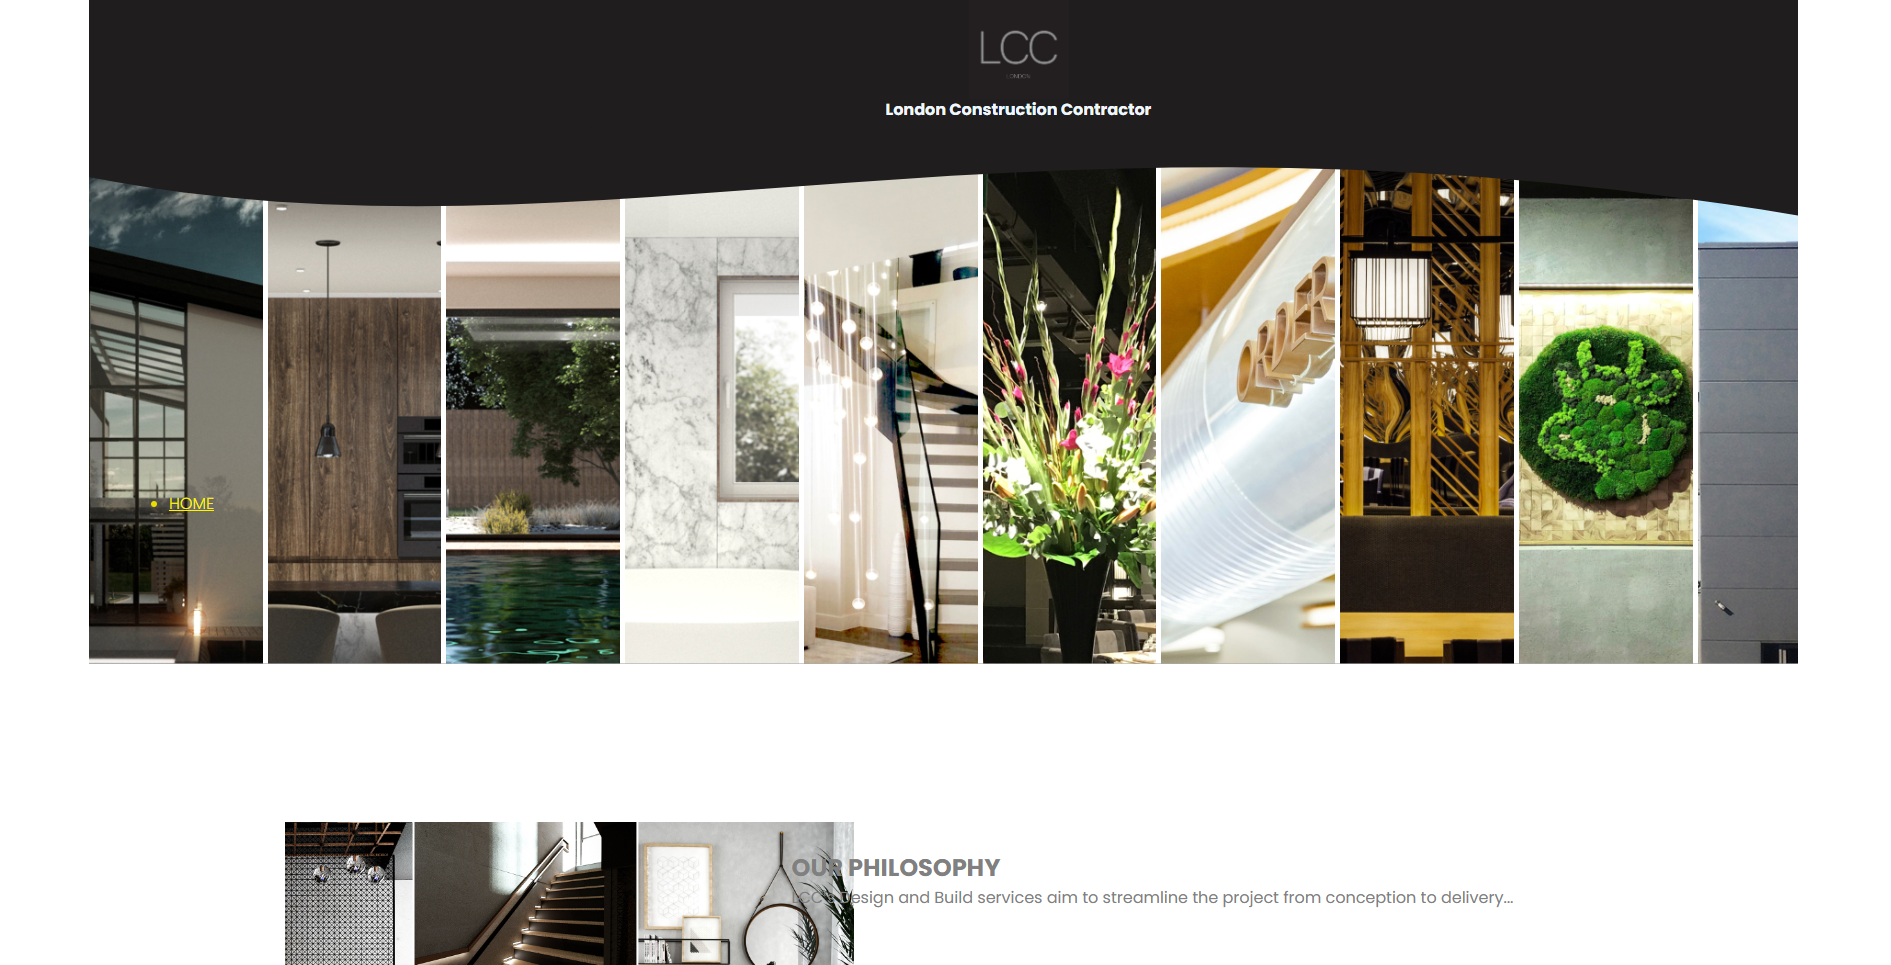 LCC
LONDON
London Construction Contractor
HOME
OUR PHILOSOPHY
LCC's Design and Build services aim to streamline the project from conception to delivery...